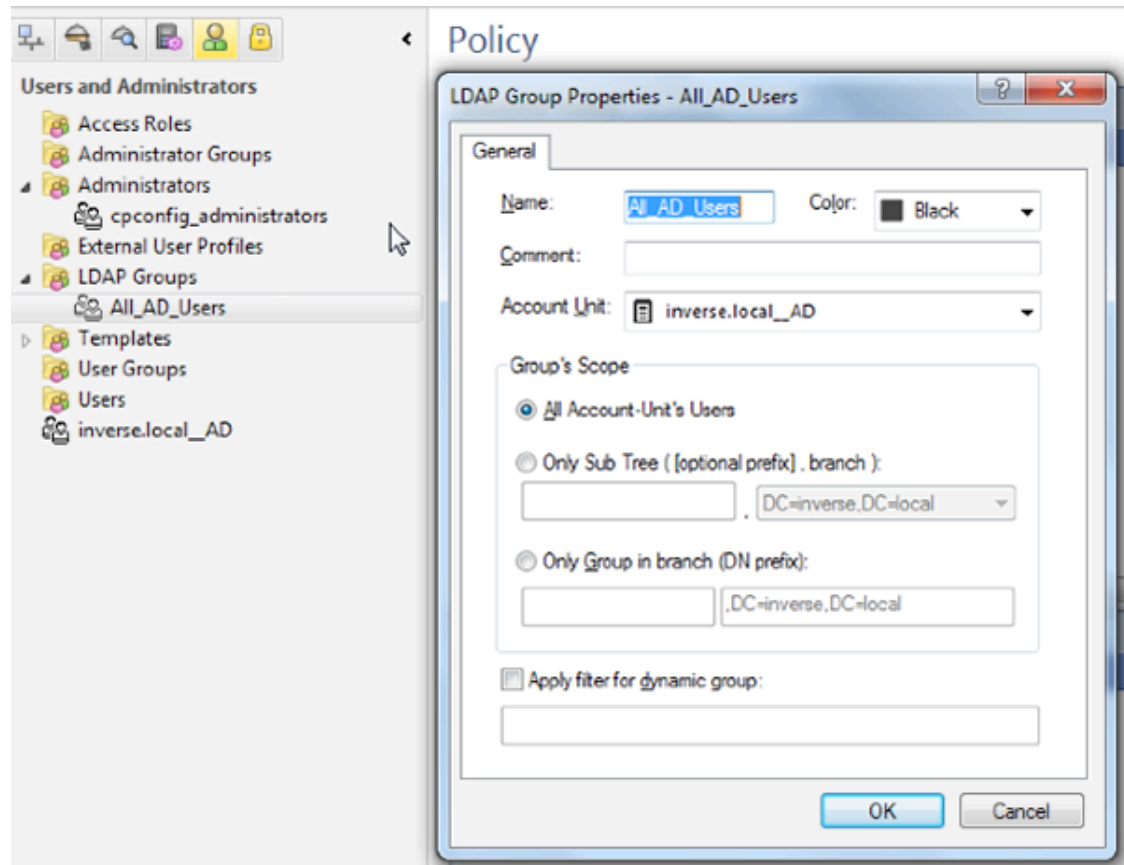 Policy
Users and Administrators
Access Roles
Administrator Groups
Administrators
cpconfig_administrators
External User Profiles
LDAP Groups
All_AD_Users
Templates
User Groups
Users
inverse.local__AD
LDAP Group Properties - All_AD_Users
General
Name: All_AD_Users Color: Black
Comment:
Account Unit: inverse.local__AD
Group's Scope
All Account-Unit's Users
Only Sub Tree ( [optional prefix] , branch ):
, DC=inverse,DC=local
Only Group in branch (DN prefix):
,DC=inverse,DC=local
Apply filter for dynamic group:
OK Cancel